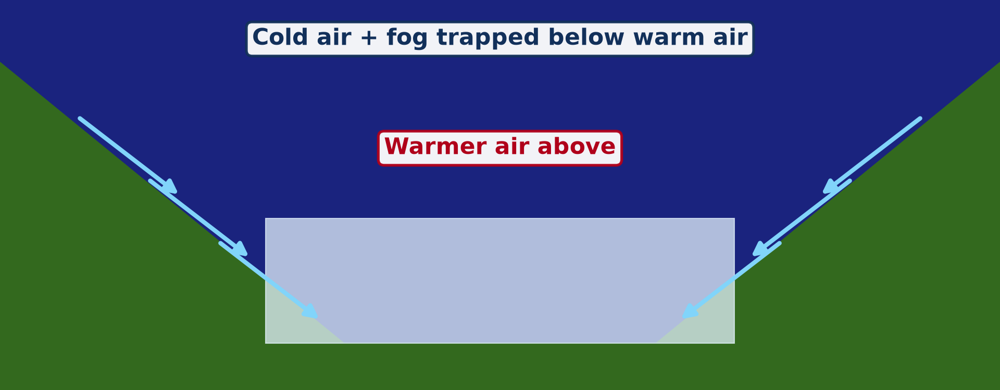 Cold air + fog trapped below warm air
Warmer air above